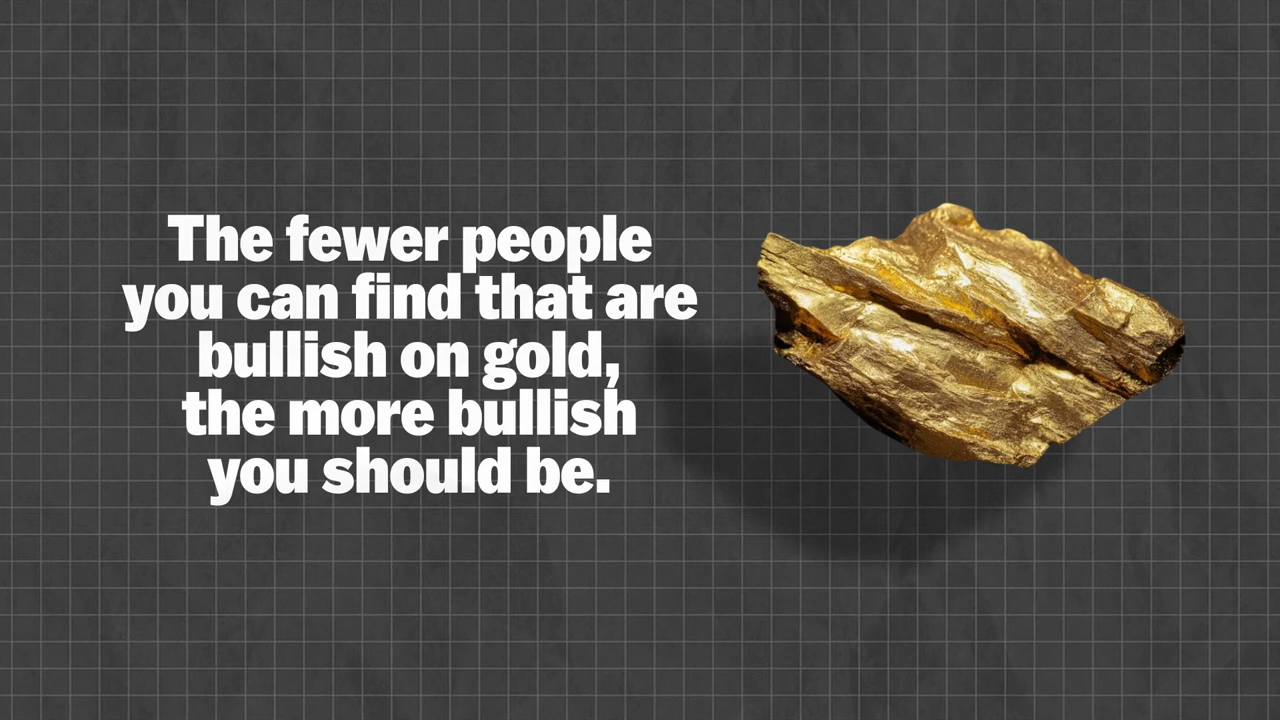 The fewer people
you can find that are
bullish on gold,
the more bullish
you should be.